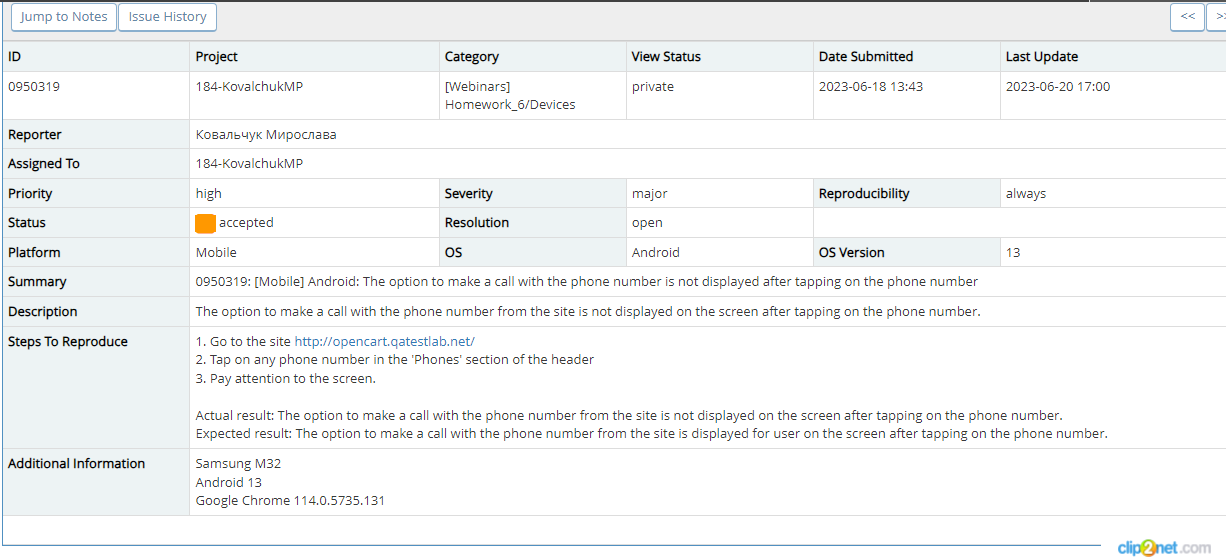 Jump to Notes Issue History << >>
ID Project Category View Status Date Submitted Last Update
0950319 184-KovalchukMP [Webinars] private 2023-06-18 13:43 2023-06-20 17:00
Homework_6/Devices
Reporter Ковальчук Мирослава
Assigned To 184-KovalchukMP
Priority high Severity major Reproducibility always
Status accepted Resolution open
Platform Mobile OS Android OS Version 13
Summary 0950319: [Mobile] Android: The option to make a call with the phone number is not displayed after tapping on the phone number
Description The option to make a call with the phone number from the site is not displayed on the screen after tapping on the phone number.
Steps To Reproduce 1. Go to the site http://opencart.qatestlab.net/
2. Tap on any phone number in the 'Phones' section of the header
3. Pay attention to the screen.
Actual result: The option to make a call with the phone number from the site is not displayed on the screen after tapping on the phone number.
Expected result: The option to make a call with the phone number from the site is displayed for user on the screen after tapping on the phone number.
Additional Information Samsung M32
Android 13
Google Chrome 114.0.5735.131
clip2net.com